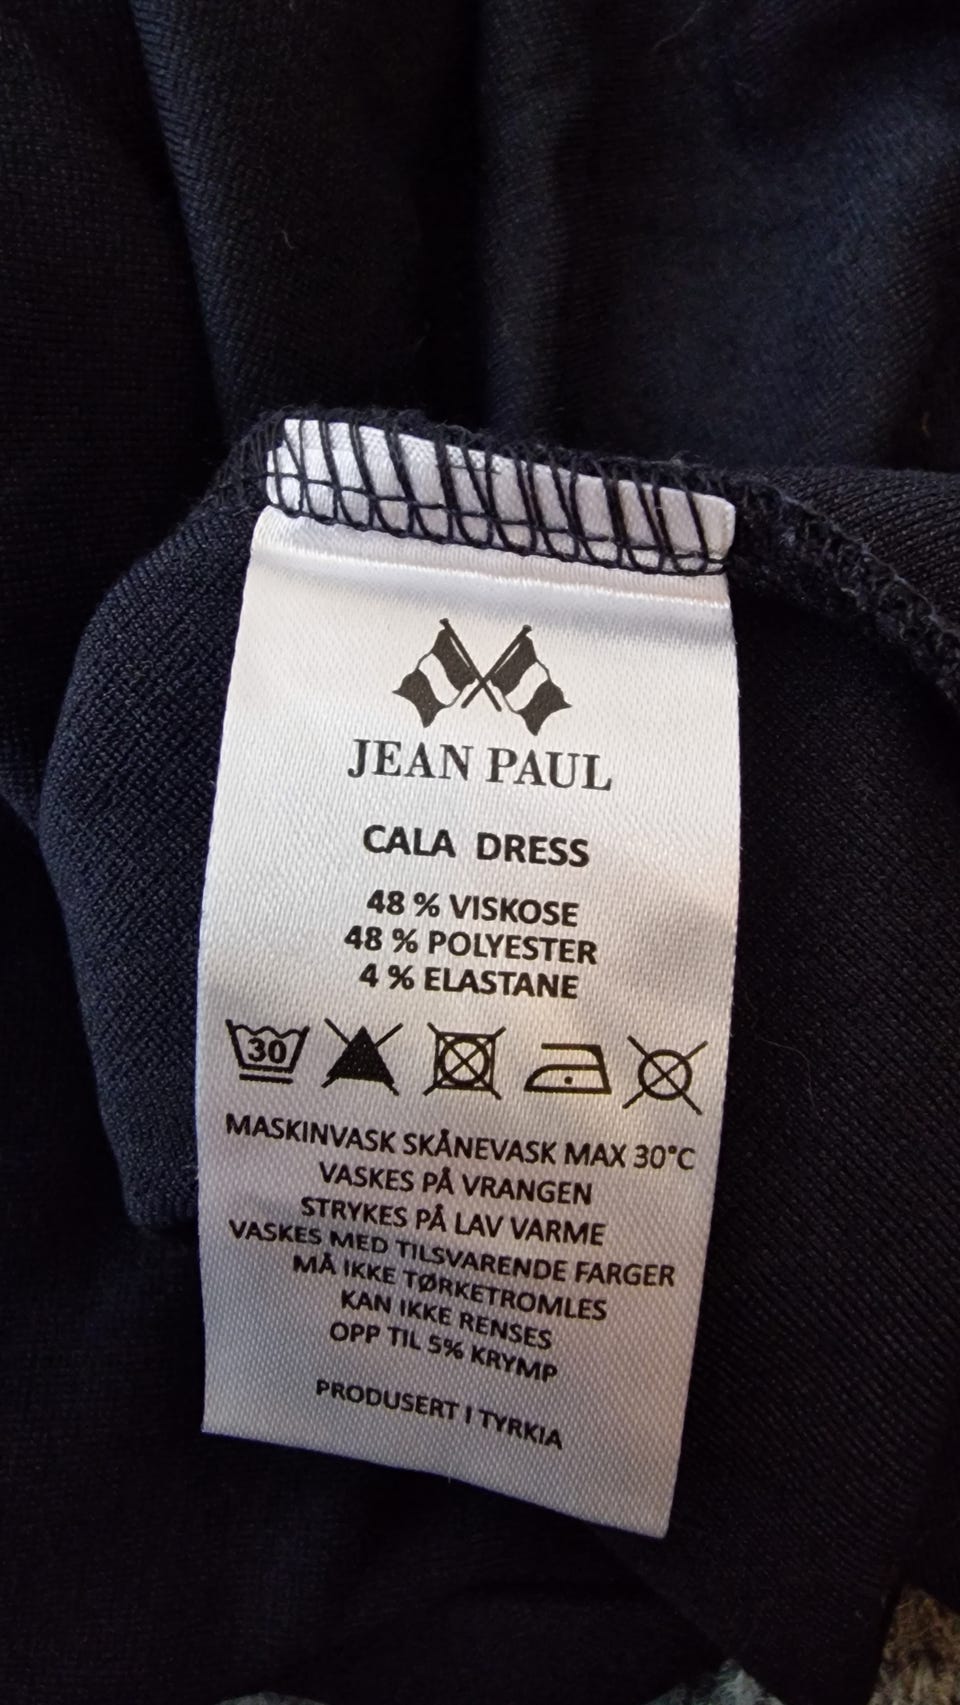 JEAN PAUL
CALA DRESS
48 % VISKOSE
48 % POLYESTER
4 % ELASTANE
30
MASKINVASK SKÅNEVASK MAX 30°C
VASKES PÅ VRANGEN
STRYKES PÅ LAV VARME
VASKES MED TILSVARENDE FARGER
MÅ IKKE TØRKETROMLES
KAN IKKE RENSES
OPP TIL 5% KRYMP
PRODUSERT I TYRKIA